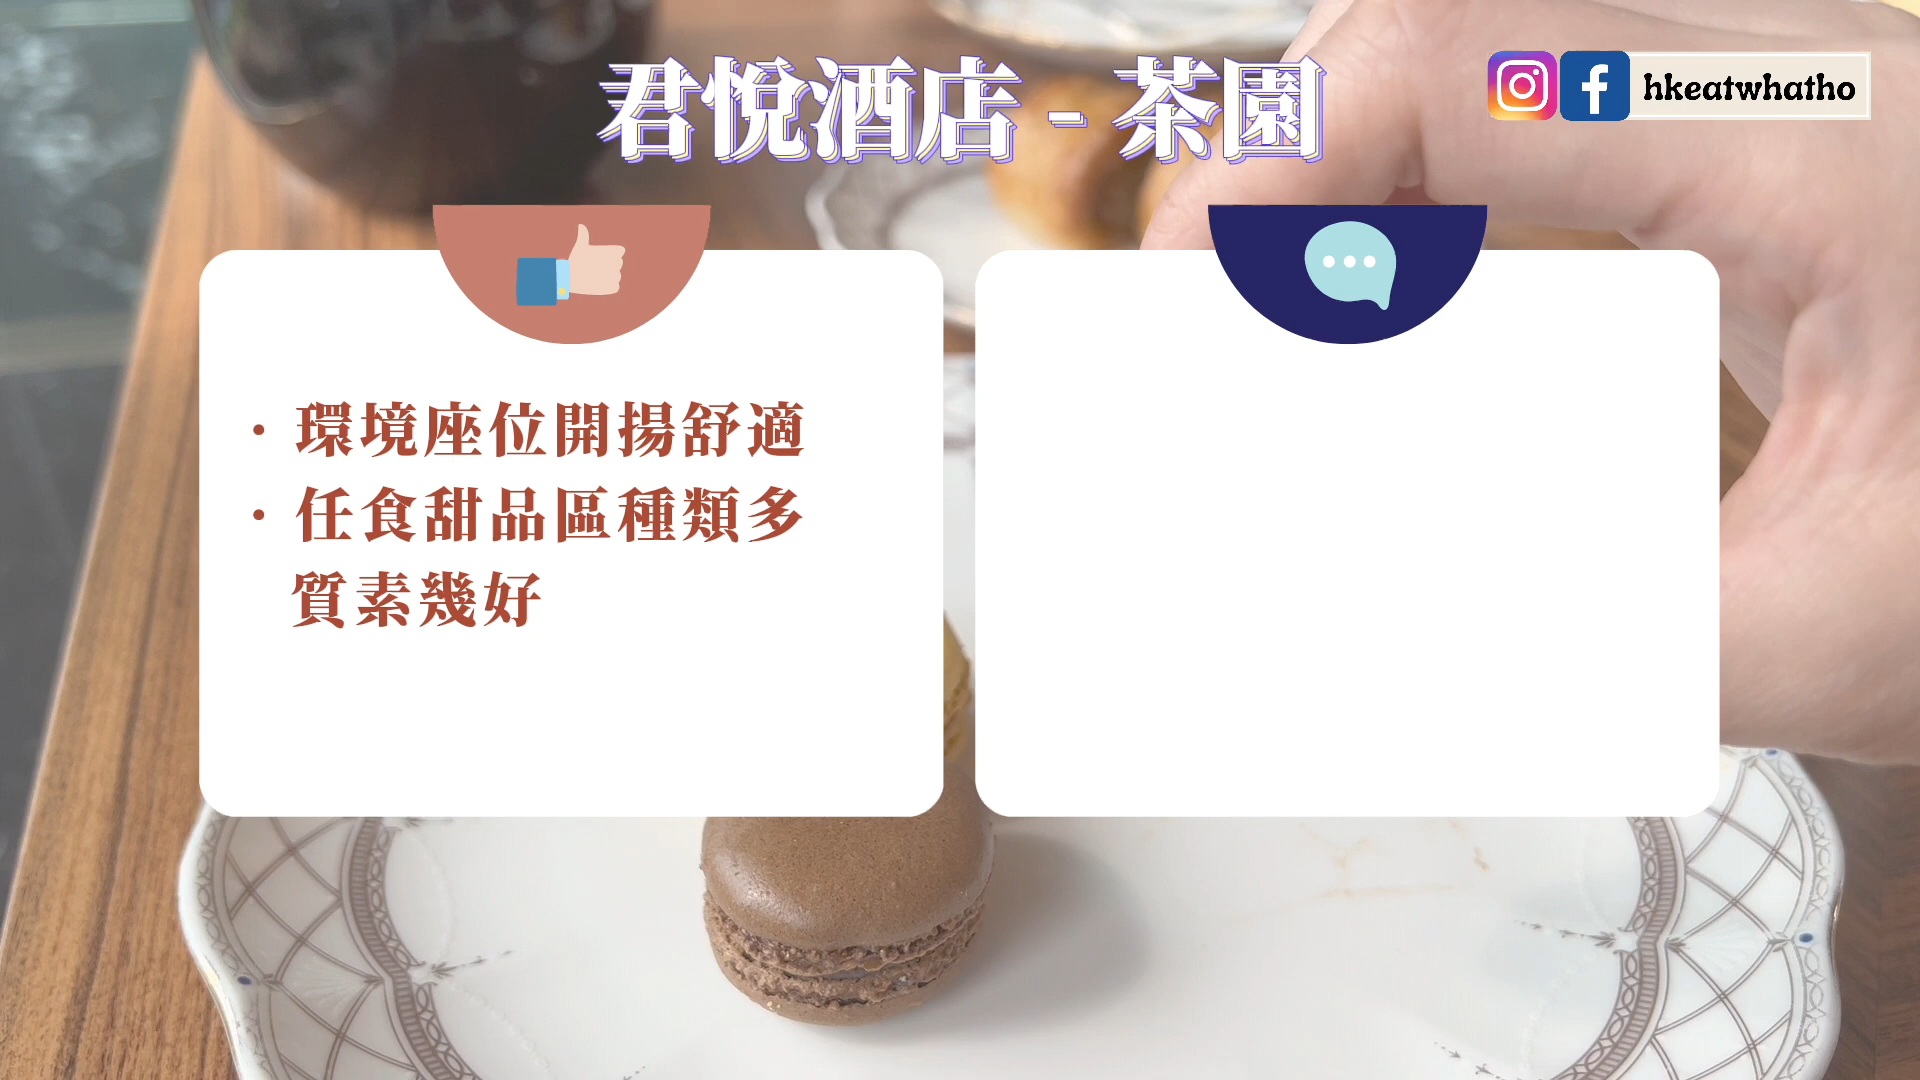 君悅酒店 - 茶園
hkeatwhatho
· 環境座位開揚舒適
· 任食甜品區種類多
質素幾好